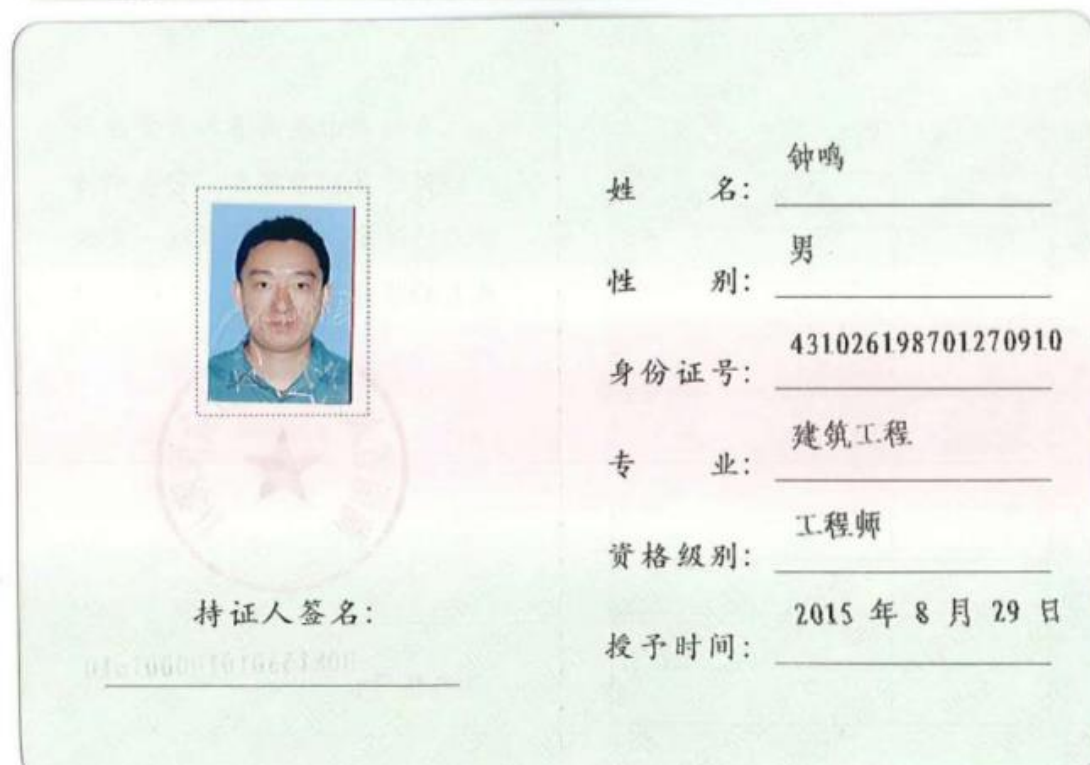 姓 名: 钟鸣
性 别: 男
身份证号: 431026198701270910
专 业: 建筑工程
资格级别: 工程师
授予时间: 2015 年 8 月 29 日
持证人签名: